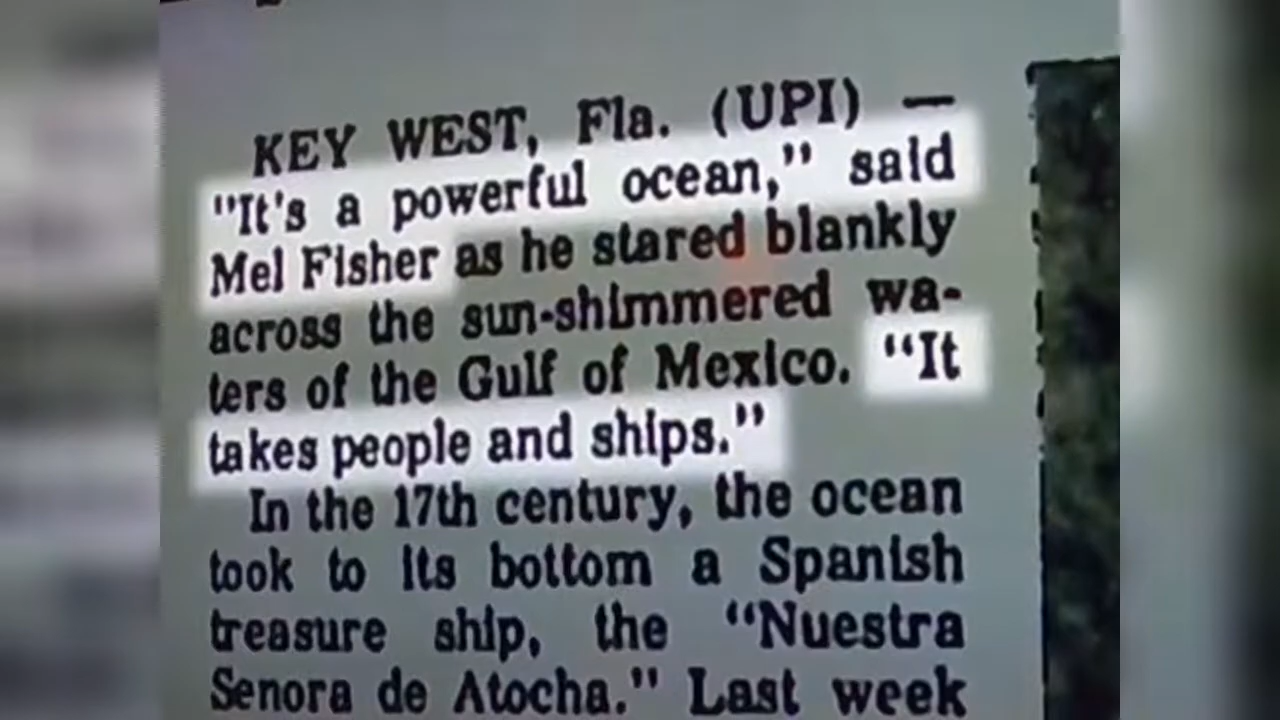 KEY WEST, Fla. (UPI) —
"It's a powerful ocean," said
Mel Fisher as he stared blankly
across the sun-shimmered wa-
ters of the Gulf of Mexico. "It
takes people and ships."
In the 17th century, the ocean
took to its bottom a Spanish
treasure ship, the "Nuestra
Senora de Atocha." Last week